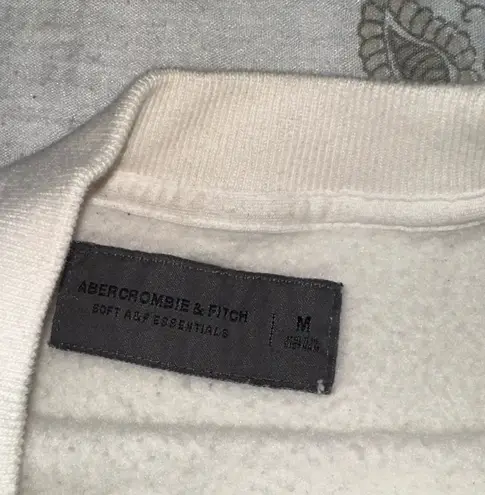 ABERCROMBIE & FITCH
SOFT A&F ESSENTIALS
M